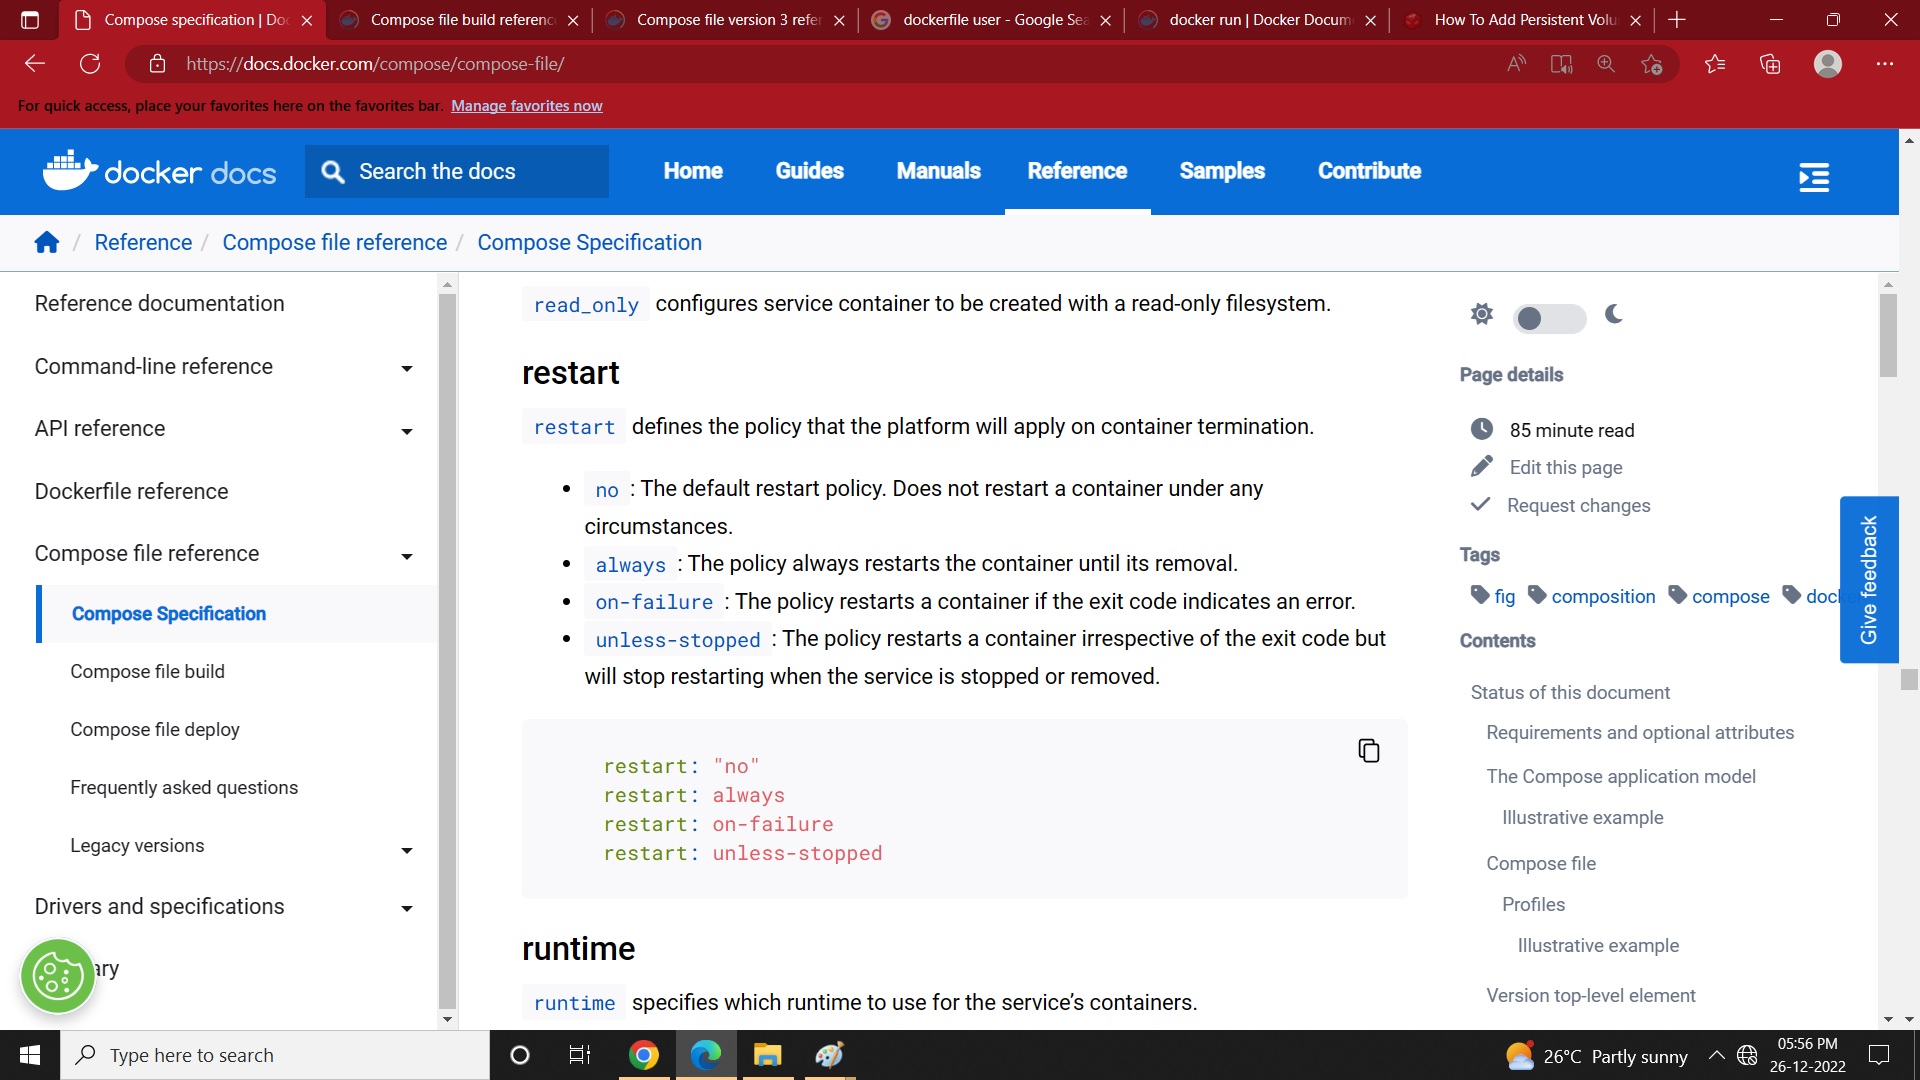 Compose specification | Doc
Compose file build reference
Compose file version 3 refer
dockerfile user - Google Sea
docker run | Docker Docum
How To Add Persistent Volu
https://docs.docker.com/compose/compose-file/
For quick access, place your favorites here on the favorites bar. Manage favorites now
docker docs
Search the docs
Home
Guides
Manuals
Reference
Samples
Contribute
/ Reference / Compose file reference / Compose Specification
Reference documentation
Command-line reference
API reference
Dockerfile reference
Compose file reference
Compose Specification
Compose file build
Compose file deploy
Frequently asked questions
Legacy versions
Drivers and specifications
ary
read_only configures service container to be created with a read-only filesystem.
restart
restart defines the policy that the platform will apply on container termination.
• no : The default restart policy. Does not restart a container under any
circumstances.
• always : The policy always restarts the container until its removal.
• on-failure : The policy restarts a container if the exit code indicates an error.
• unless-stopped : The policy restarts a container irrespective of the exit code but
will stop restarting when the service is stopped or removed.
restart: "no"
restart: always
restart: on-failure
restart: unless-stopped
runtime
runtime specifies which runtime to use for the service’s containers.
Page details
85 minute read
Edit this page
Request changes
Tags
fig composition compose docke
Give feedback
Contents
Status of this document
Requirements and optional attributes
The Compose application model
Illustrative example
Compose file
Profiles
Illustrative example
Version top-level element
Type here to search
26°C Partly sunny
05:56 PM
26-12-2022